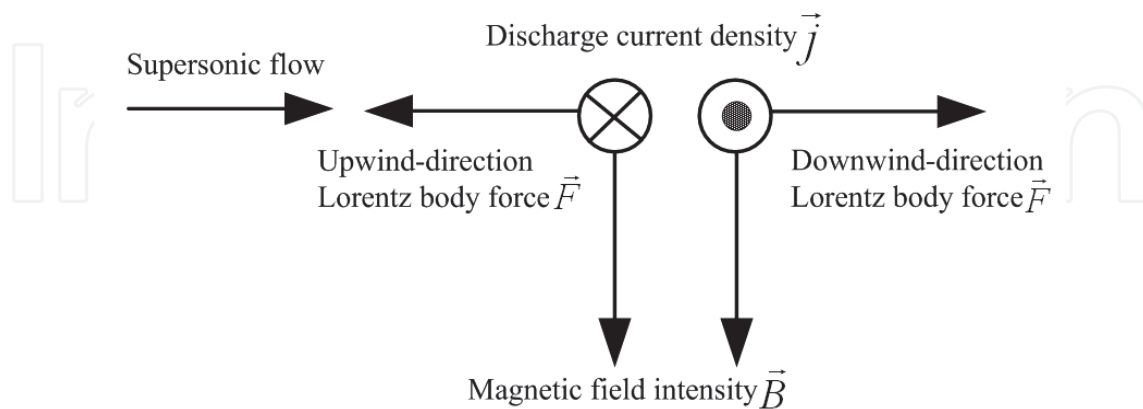 Discharge current density j⃗
Supersonic flow
Upwind-direction
Lorentz body force F⃗
Downwind-direction
Lorentz body force F⃗
Magnetic field intensity B⃗